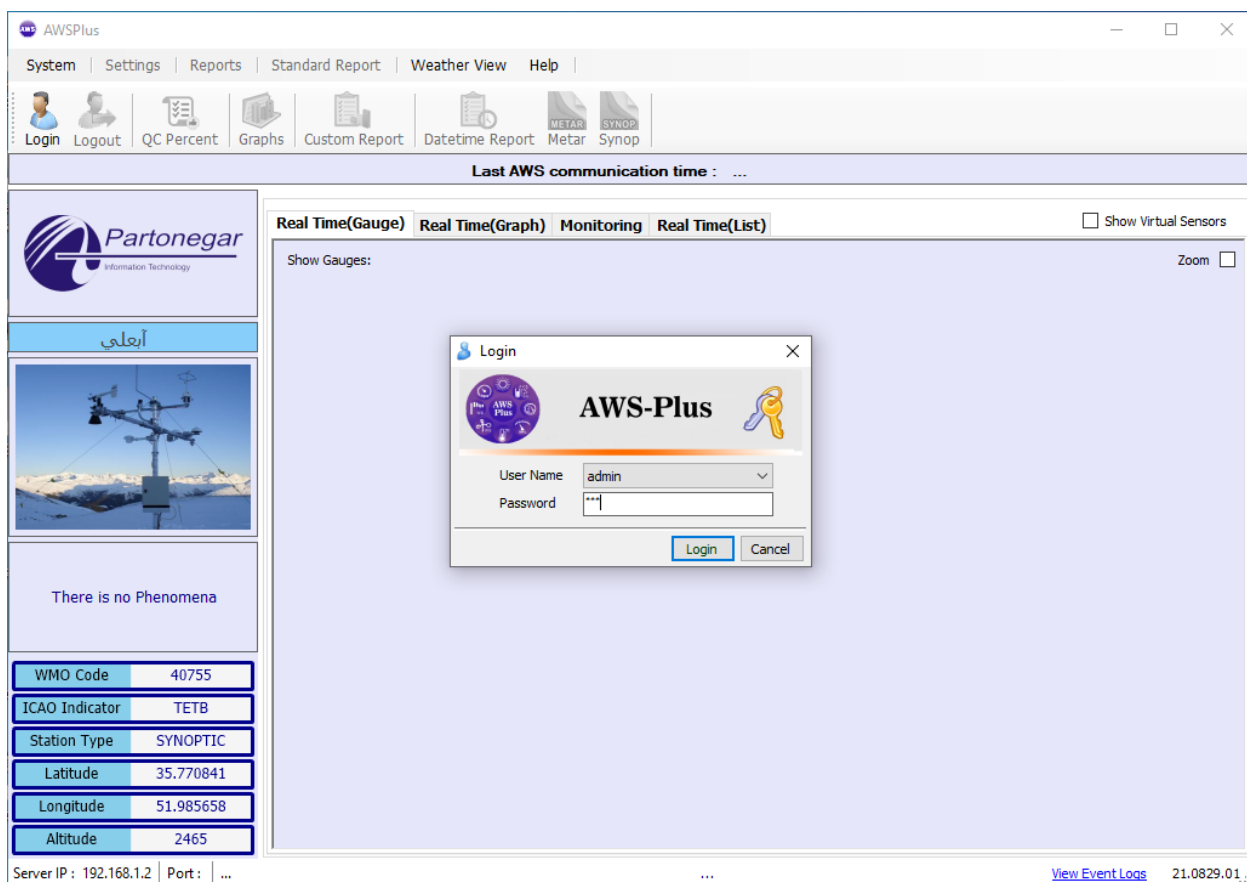 AWSPlus
System Settings Reports Standard Report Weather View Help
Login Logout QC Percent Graphs Custom Report Datetime Report METAR Metar SYNOP Synop
Last AWS communication time : ...
Partonegar
Information Technology
آبعلي
There is no Phenomena
WMO Code 40755
ICAO Indicator TETB
Station Type SYNOPTIC
Latitude 35.770841
Longitude 51.985658
Altitude 2465
Real Time(Gauge) Real Time(Graph) Monitoring Real Time(List) Show Virtual Sensors
Show Gauges: Zoom
Login
AWS Plus
AWS-Plus
User Name admin
Password ***
Login Cancel
Server IP : 192.168.1.2 Port : ... ... View Event Logs 21.0829.01